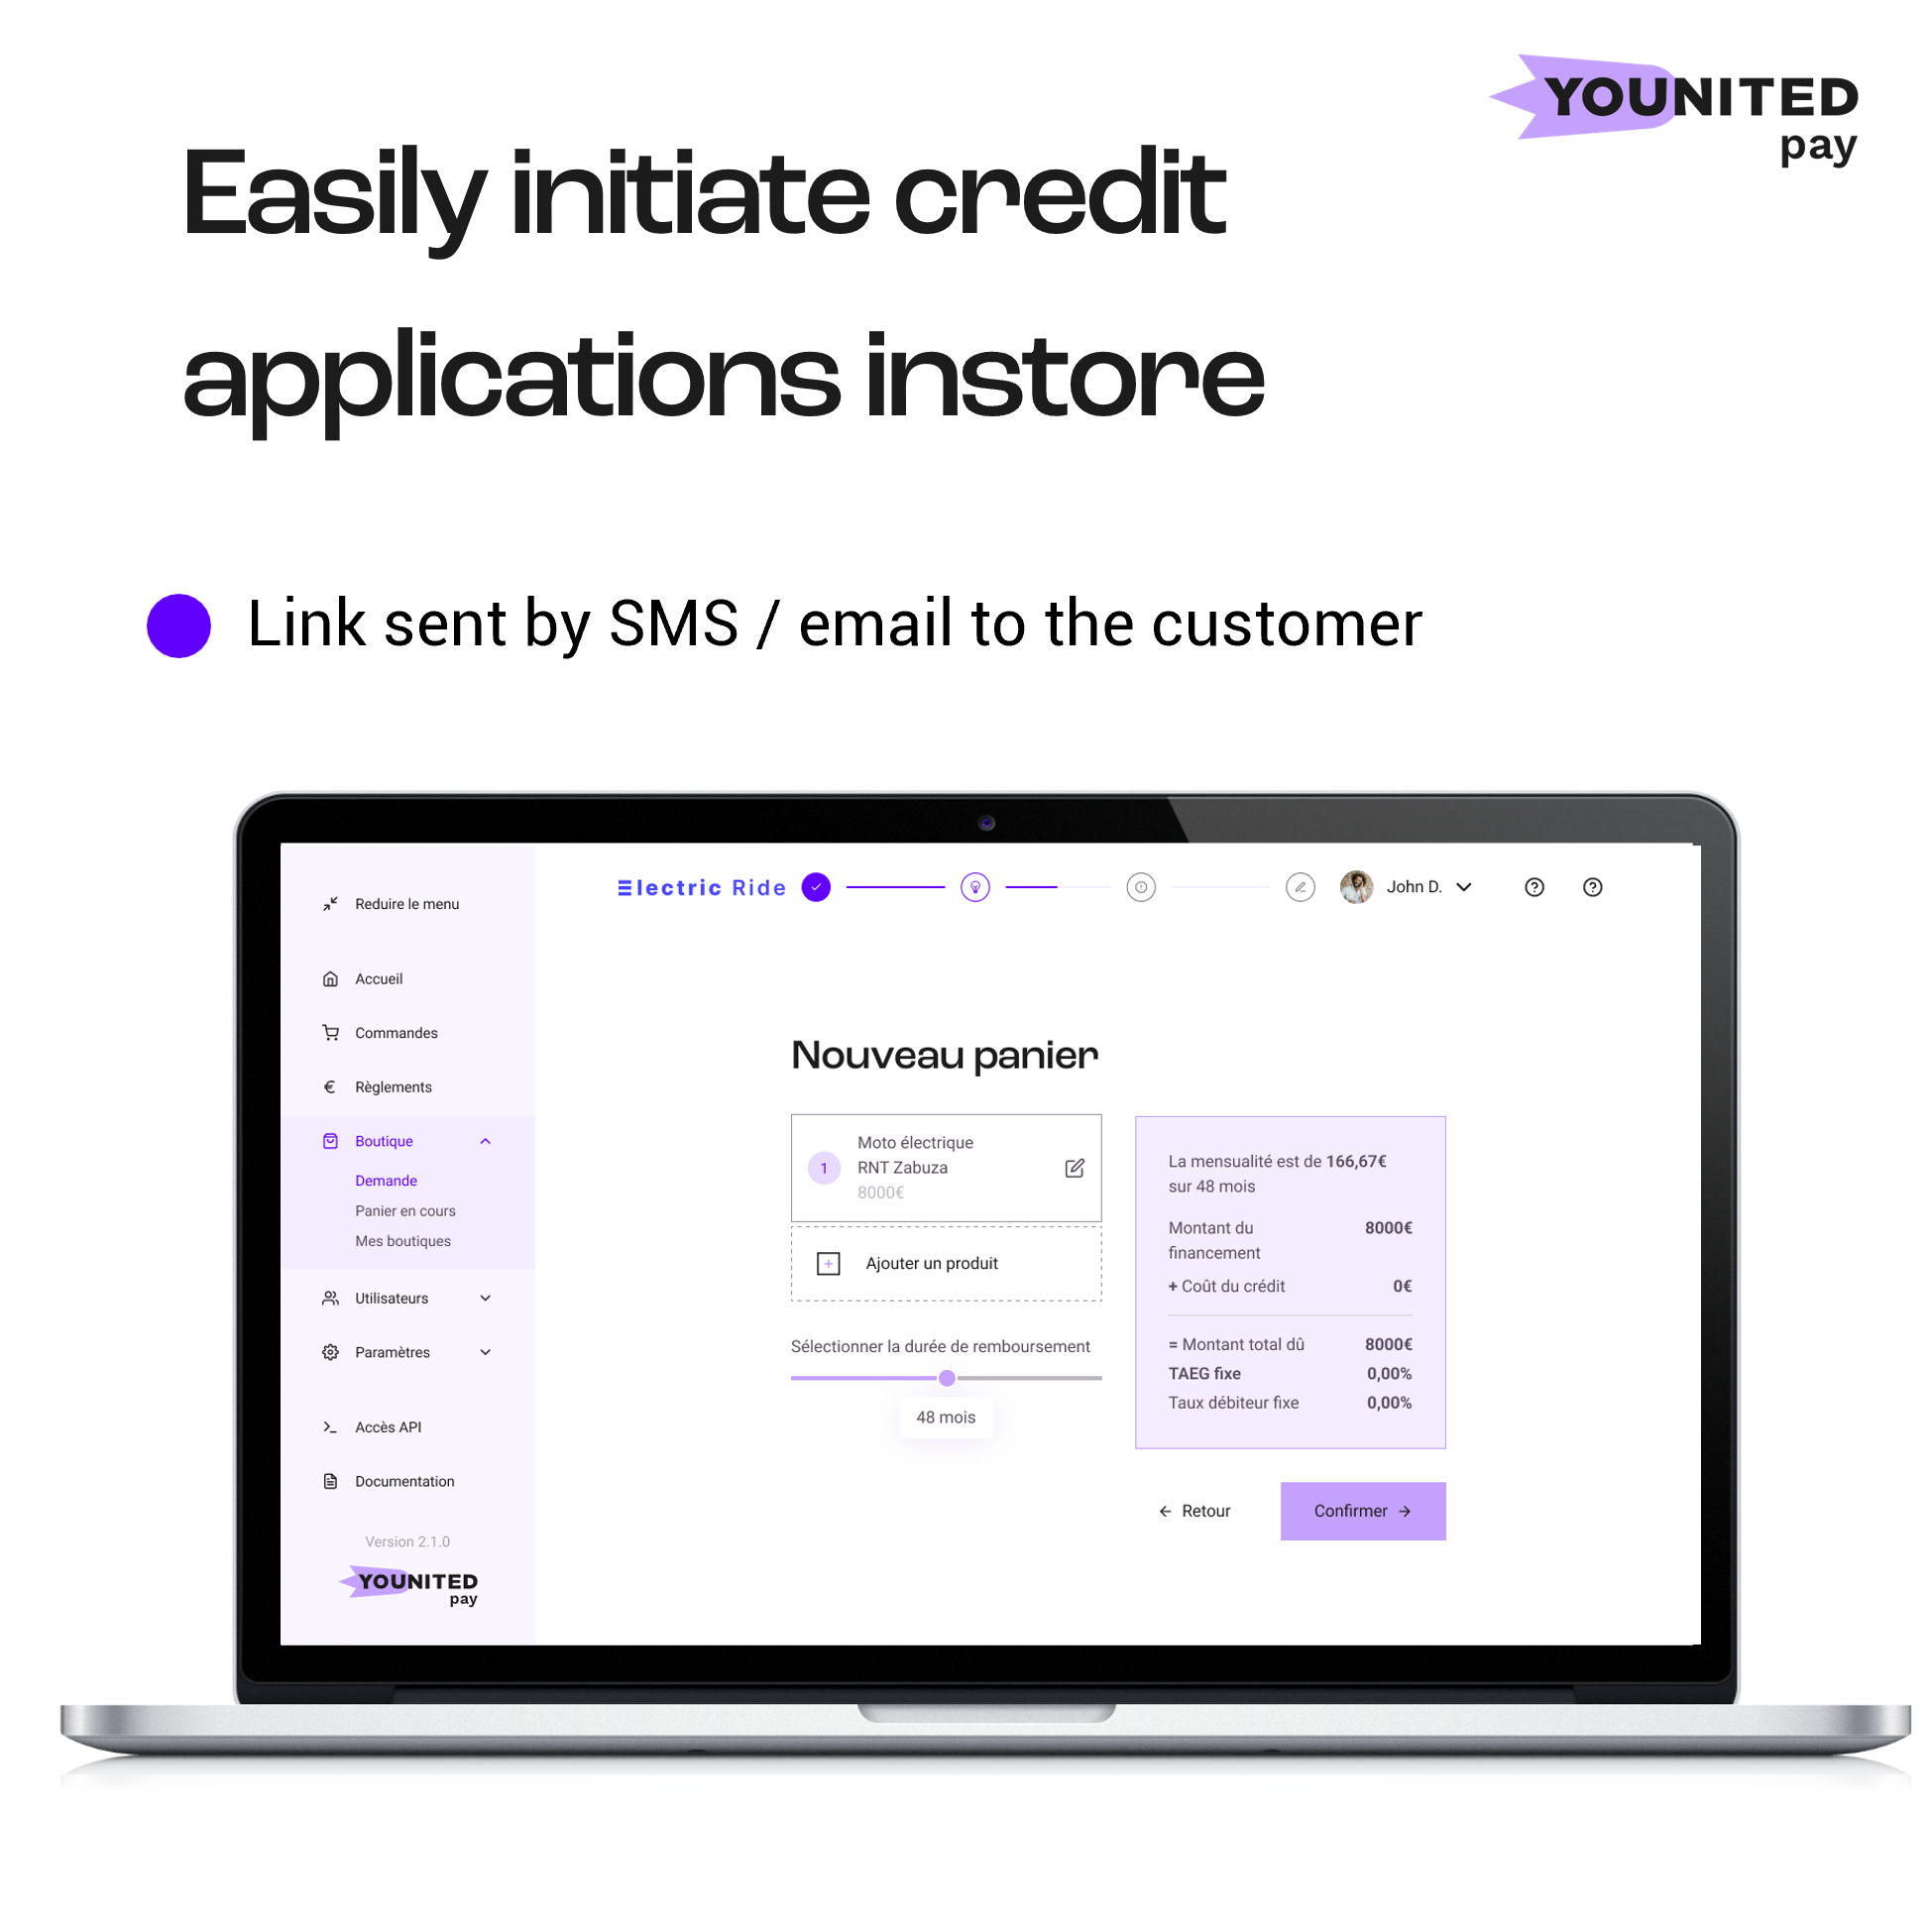 YOUNITED
pay
Easily initiate credit
applications instore
Link sent by SMS / email to the customer
Reduire le menu
Accueil
Commandes
€ Règlements
Boutique
Demande
Panier en cours
Mes boutiques
Utilisateurs
Paramètres
Accès API
Documentation
Version 2.1.0
YOUNITED
pay
Electric Ride
John D.
Nouveau panier
1
Moto électrique
RNT Zabuza
8000€
+ Ajouter un produit
Sélectionner la durée de remboursement
48 mois
La mensualité est de 166,67€
sur 48 mois
Montant du 8000€
financement
+ Coût du crédit 0€
= Montant total dû 8000€
TAEG fixe 0,00%
Taux débiteur fixe 0,00%
← Retour
Confirmer →